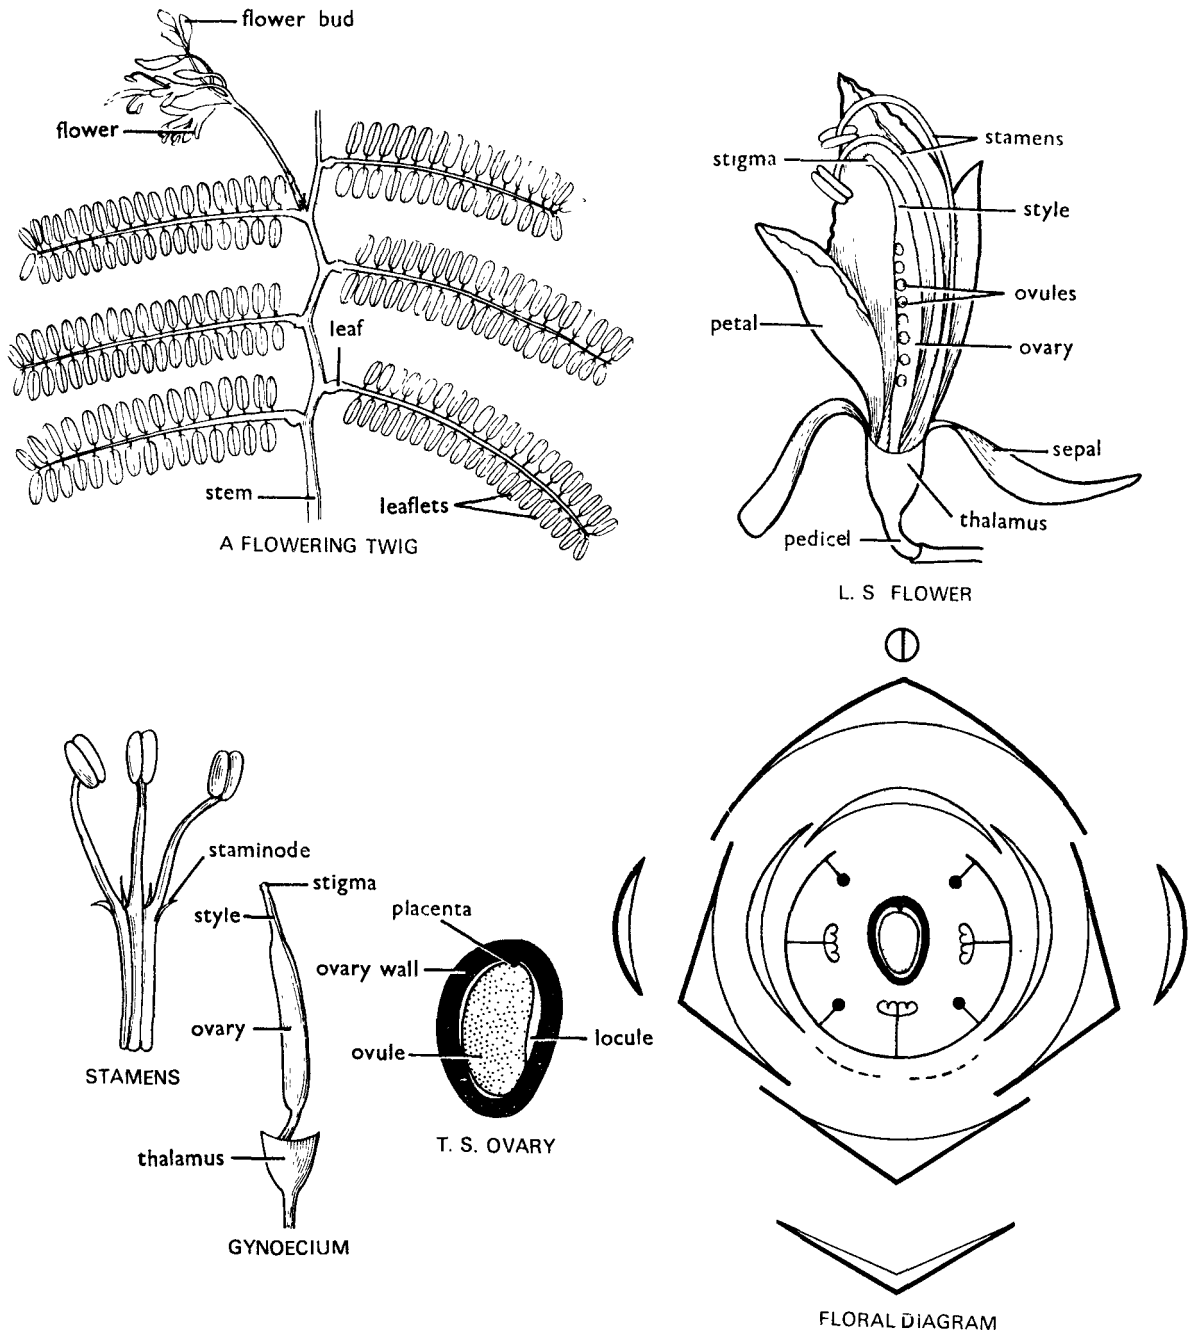 flower bud
flower
leaf
stem
leaflets
A FLOWERING TWIG
stamens
stigma
style
ovules
petal
ovary
sepal
thalamus
pedicel
L. S FLOWER
staminode
STAMENS
stigma
style
ovary
thalamus
GYNOECIUM
placenta
ovary wall
ovule
locule
T. S. OVARY
FLORAL DIAGRAM